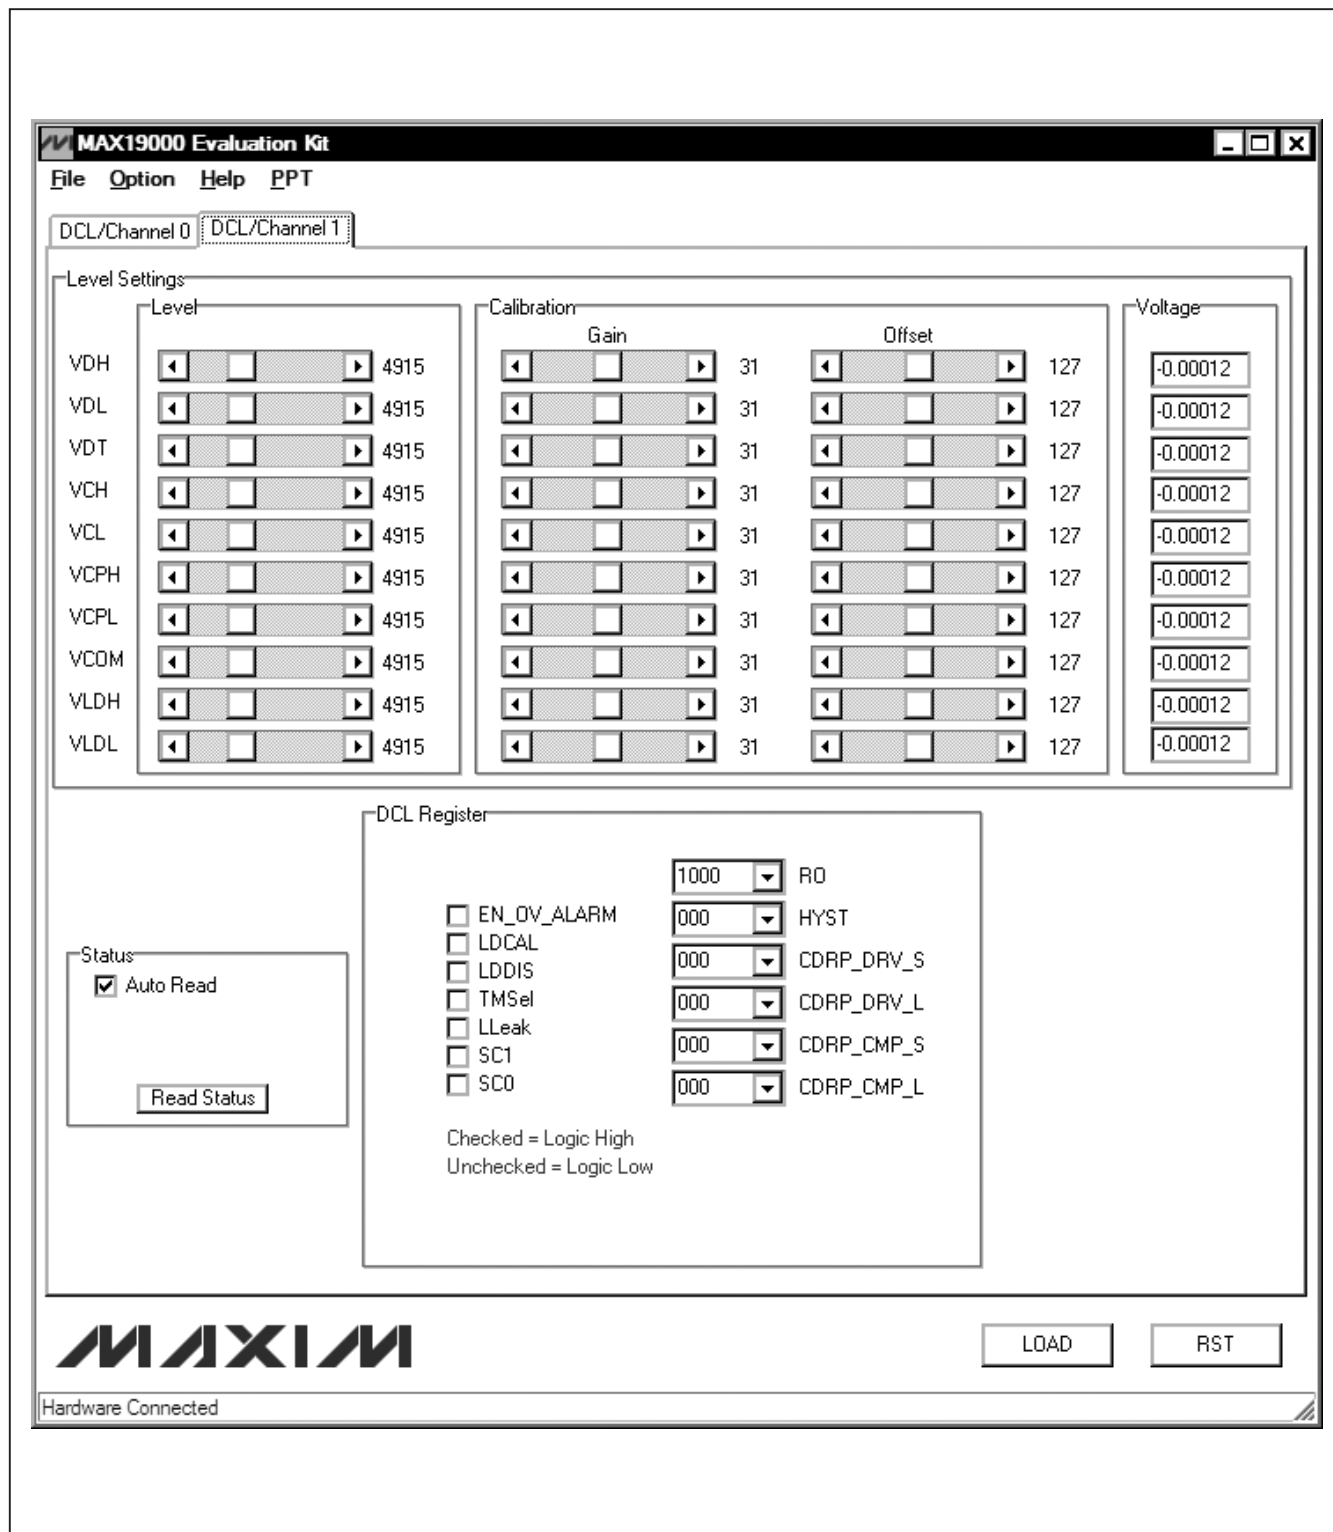 MAX19000 Evaluation Kit
File Option Help PPT
DCL/Channel 0 DCL/Channel 1
Level Settings
Level Calibration Voltage
Gain Offset
VDH 4915 31 127 -0.00012
VDL 4915 31 127 -0.00012
VDT 4915 31 127 -0.00012
VCH 4915 31 127 -0.00012
VCL 4915 31 127 -0.00012
VCPH 4915 31 127 -0.00012
VCPL 4915 31 127 -0.00012
VCOM 4915 31 127 -0.00012
VLDH 4915 31 127 -0.00012
VLDL 4915 31 127 -0.00012
DCL Register
1000 RO
EN_OV_ALARM 000 HYST
LDCAL
LDDIS 000 CDRP_DRV_S
TMSel 000 CDRP_DRV_L
LLeak
SC1 000 CDRP_CMP_S
SC0 000 CDRP_CMP_L
Checked = Logic High
Unchecked = Logic Low
Status
Auto Read
Read Status
MAXIM
LOAD RST
Hardware Connected